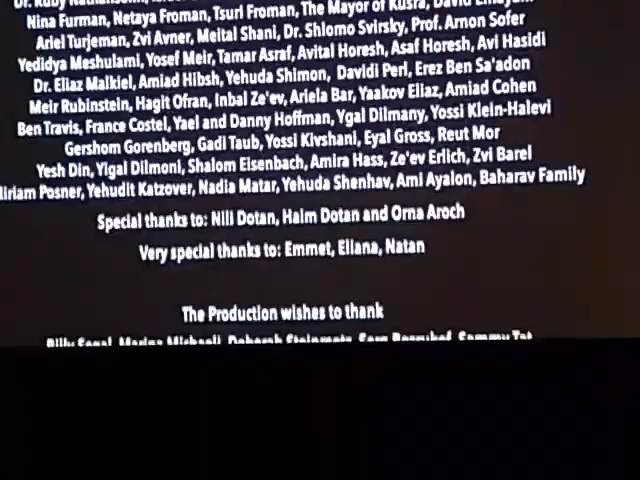 Nina Furman, Netaya Froman, Tsuri Froman, The Mayor of Kusra, David
Ariel Turjeman, Zvi Avner, Meital Shani, Dr. Shlomo Svirsky, Prof. Arnon Sofer
Yedidya Meshulami, Yosef Meir, Tamar Asraf, Avital Horesh, Asaf Horesh, Avi Hasidi
Dr. Eliaz Malkiel, Amiad Hibsh, Yehuda Shimon, Davidi Perl, Erez Ben Sa'adon
Meir Rubinstein, Hagit Ofran, Inbal Ze'ev, Ariela Bar, Yaakov Eliaz, Amiad Cohen
Ben Travis, France Costel, Yael and Danny Hoffman, Ygal Dilmany, Yossi Klein-Halevi
Gershom Gorenberg, Gadi Taub, Yossi Kivshani, Eyal Gross, Reut Mor
Yesh Din, Yigal Dilmoni, Shalom Eisenbach, Amira Hass, Ze'ev Erlich, Zvi Barel
Posner, Yehudit Katzover, Nadia Matar, Yehuda Shenhav, Ami Ayalon, Baharav Family
Special thanks to: Nili Dotan, Haim Dotan and Orna Aroch
Very special thanks to: Emmet, Eliana, Natan
The Production wishes to thank